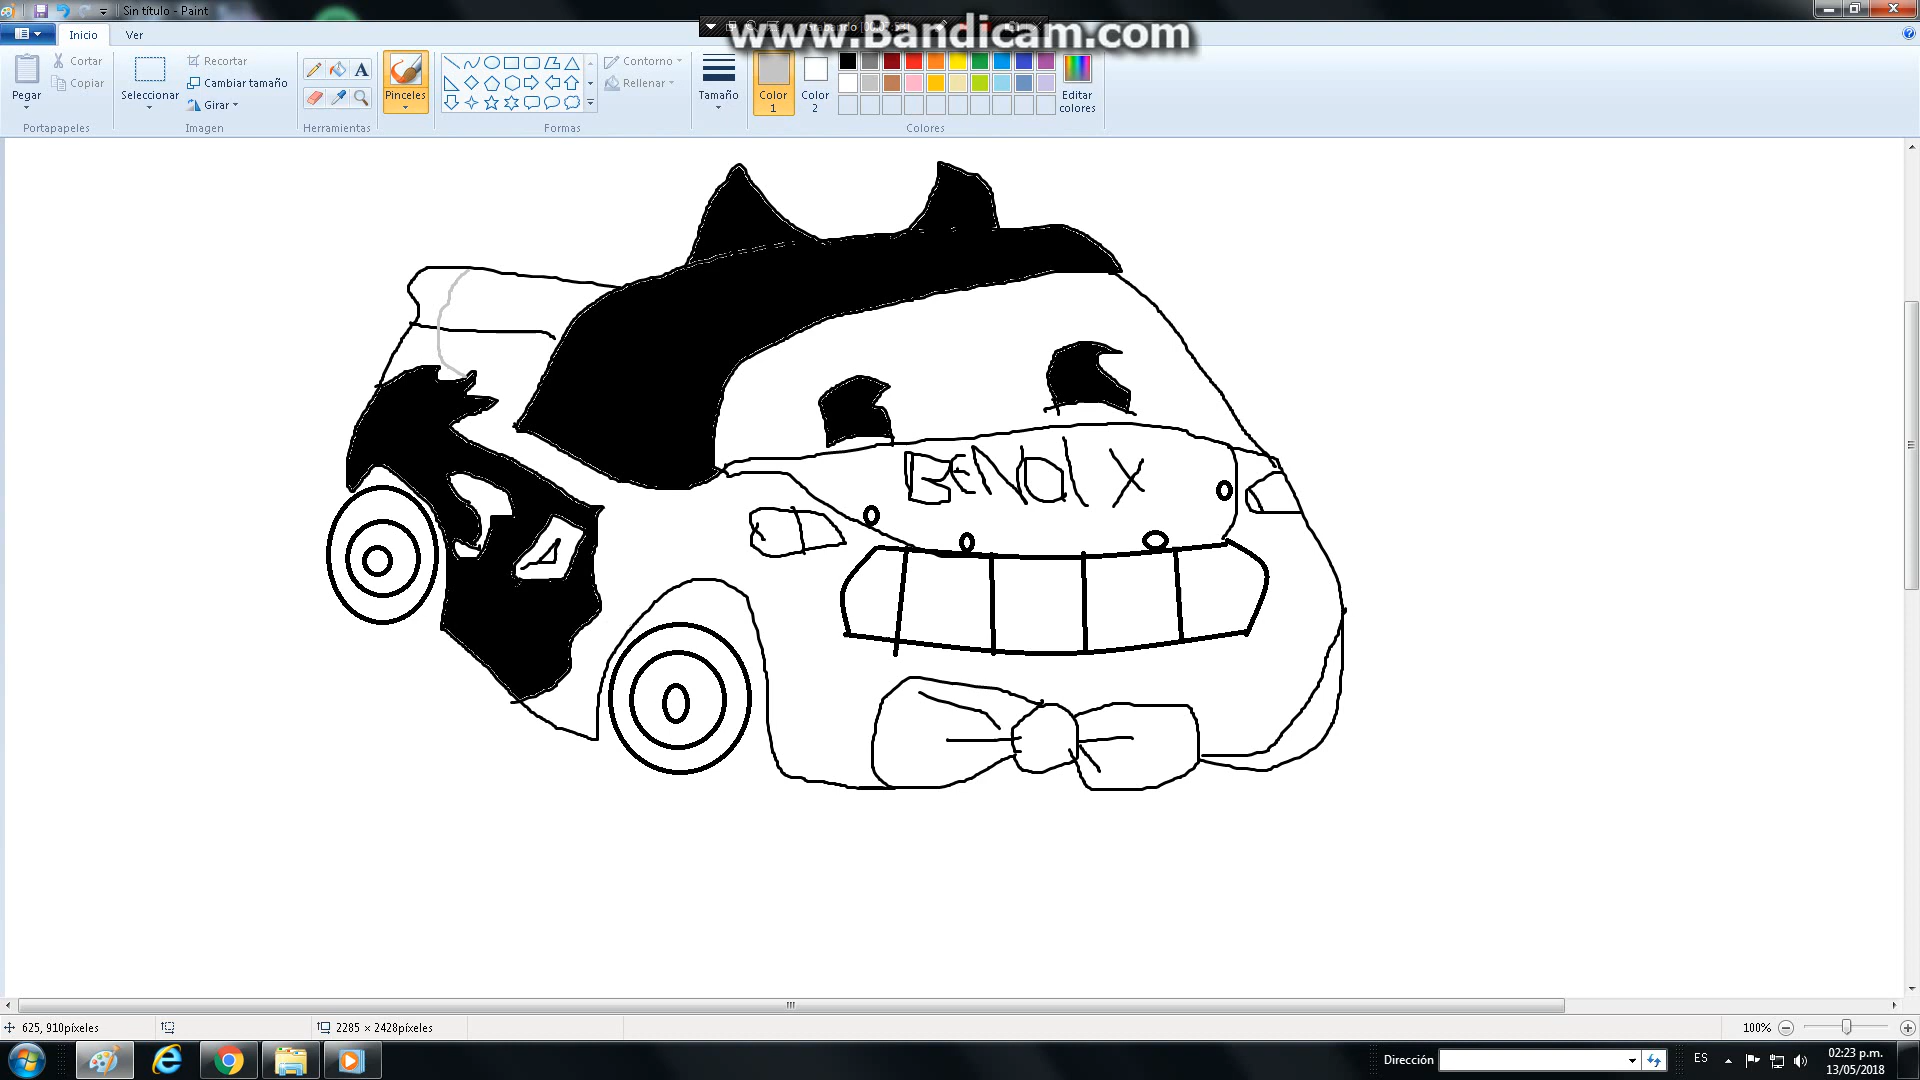 Sin título - Paint
www.Bandicam.com
Inicio
Ver
Pegar
Cortar
Copiar
Portapapeles
Seleccionar
Recortar
Cambiar tamaño
Girar
Imagen
A
Herramientas
Pinceles
Formas
Contorno
Rellenar
Tamaño
Color
1
Color
2
Colores
Editar
colores
BENDI X
625, 910píxeles
2285 × 2428píxeles
100%
Dirección
ES
02:23 p.m.
13/05/2018